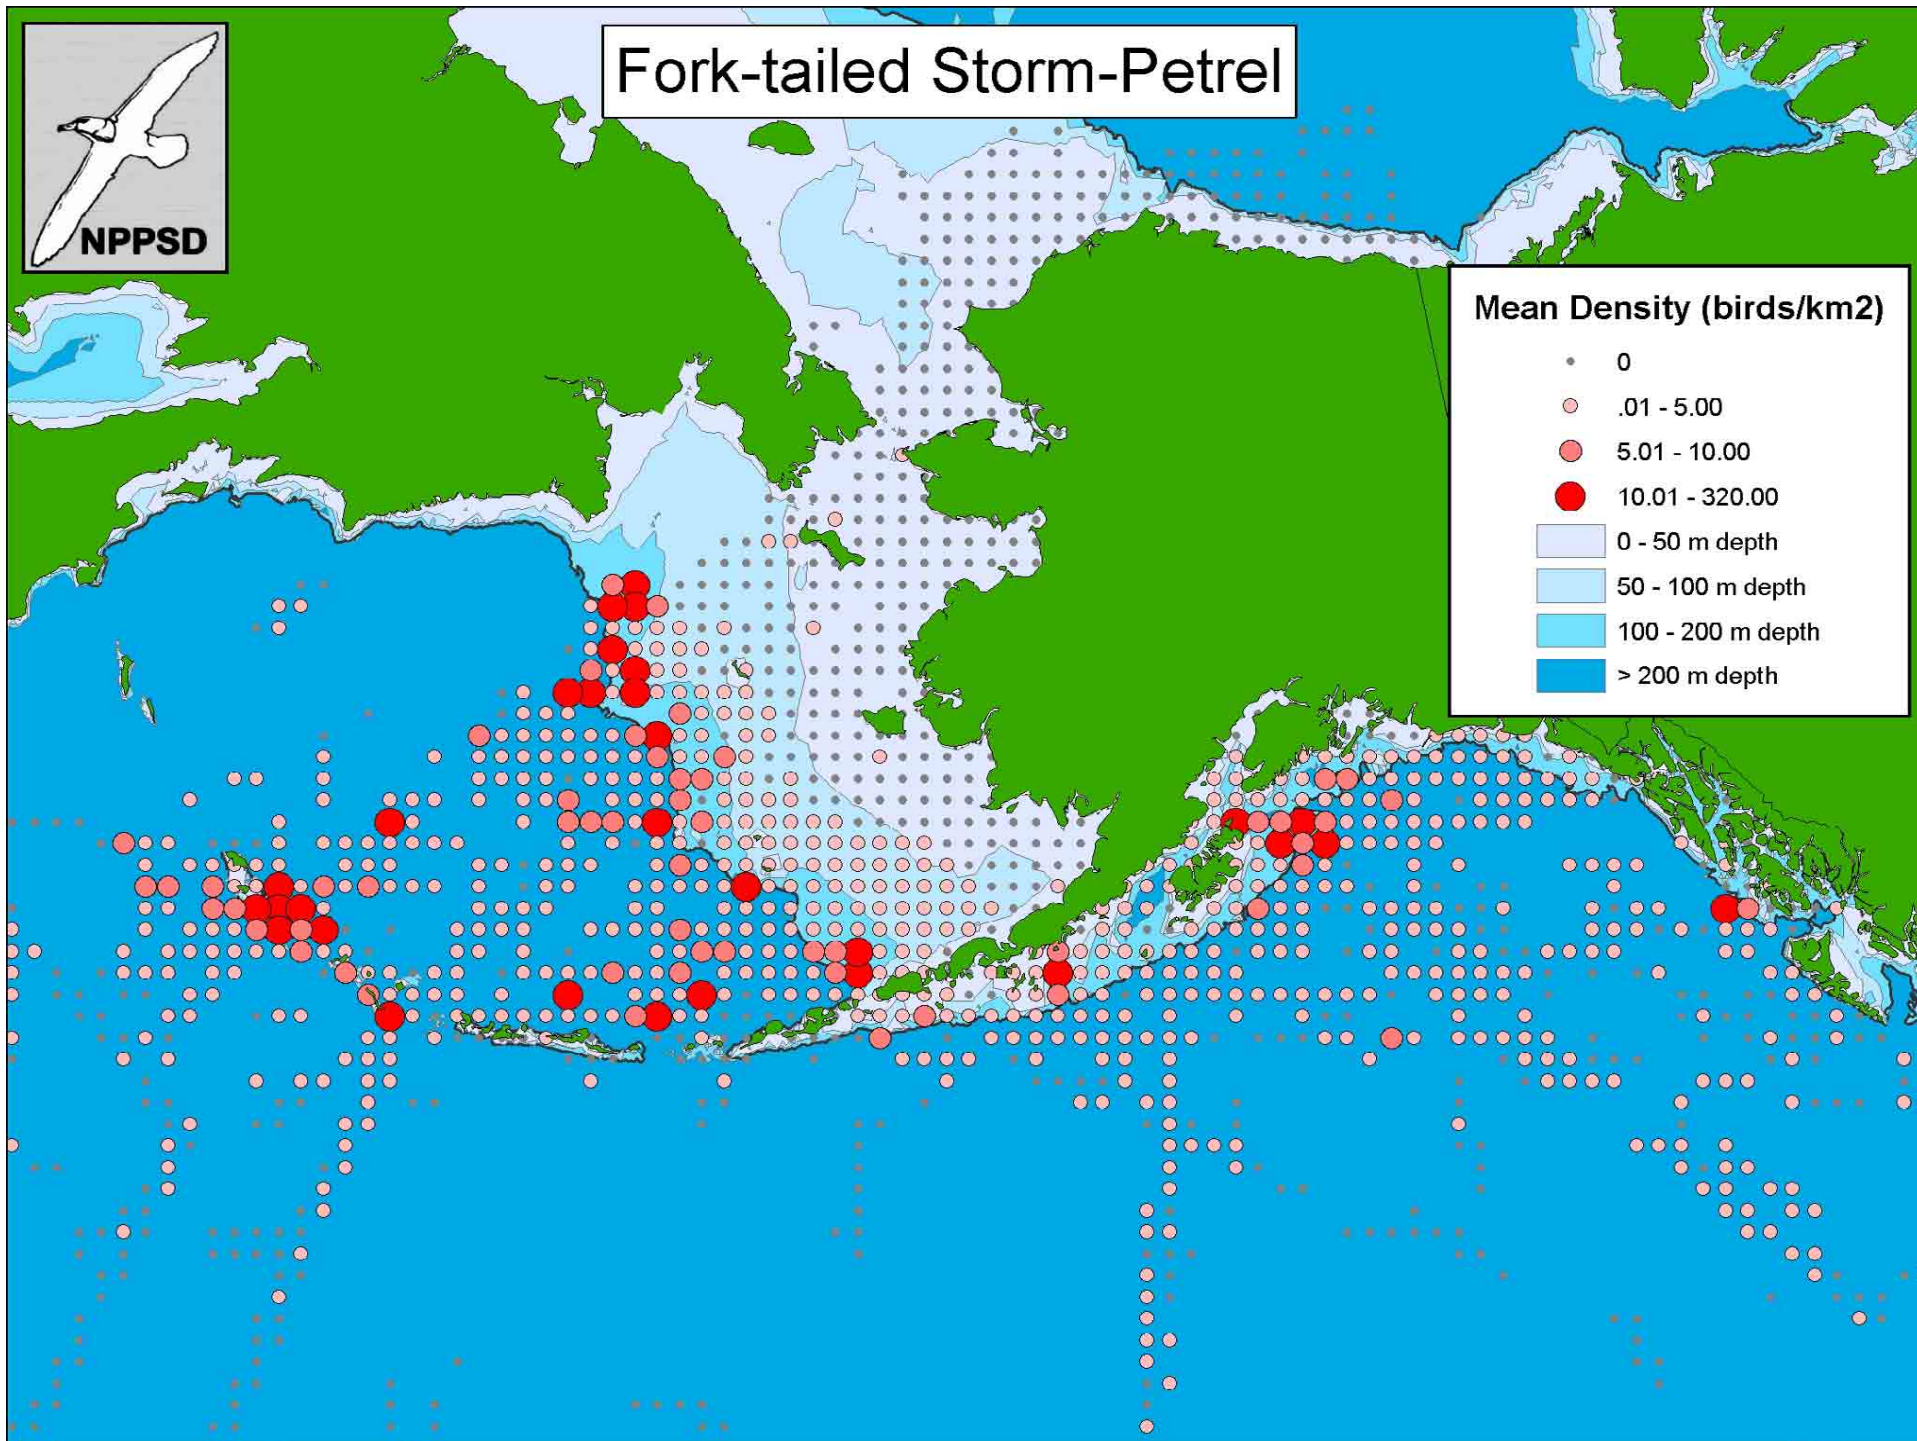 Fork-tailed Storm-Petrel
NPPSD
Mean Density (birds/km2)
0
.01 - 5.00
5.01 - 10.00
10.01 - 320.00
0 - 50 m depth
50 - 100 m depth
100 - 200 m depth
> 200 m depth